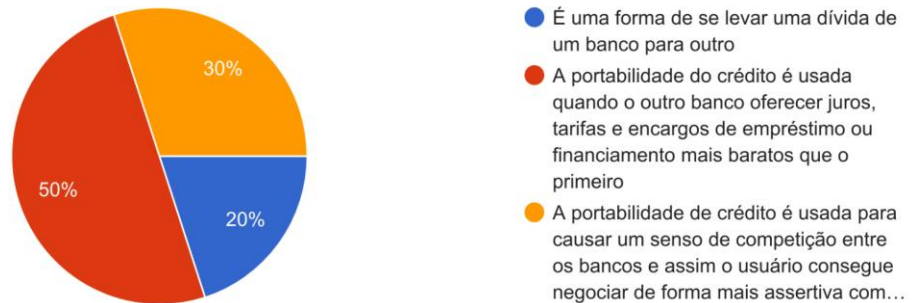 30%
50%
20%
É uma forma de se levar uma dívida de
um banco para outro
A portabilidade do crédito é usada
quando o outro banco oferecer juros,
tarifas e encargos de empréstimo ou
financiamento mais baratos que o
primeiro
A portabilidade de crédito é usada para
causar um senso de competição entre
os bancos e assim o usuário consegue
negociar de forma mais assertiva com…